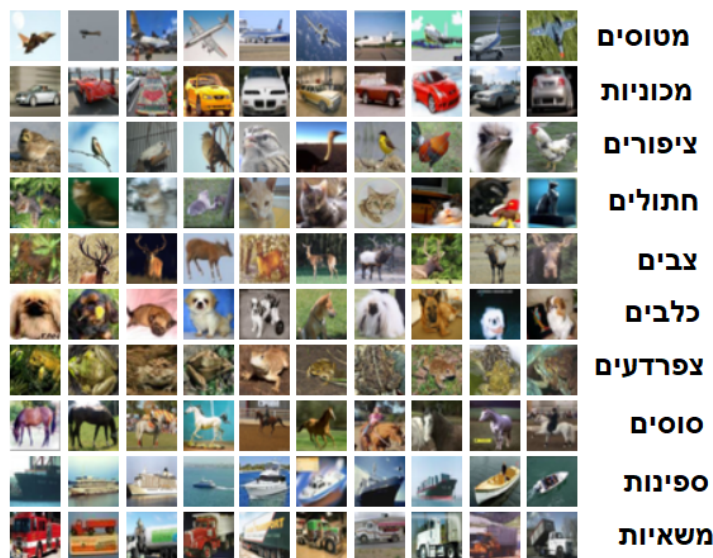 מטוסים
מכוניות
ציפורים
חתולים
צבים
כלבים
צפרדעים
סוסים
ספינות
משאיות